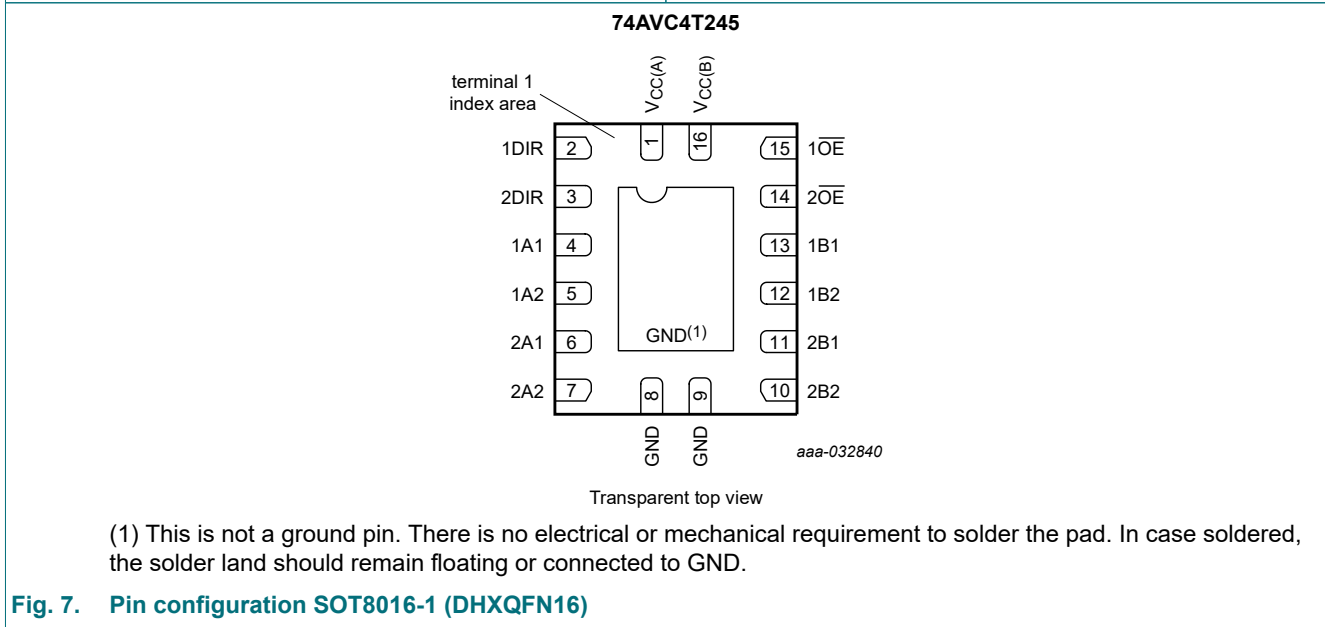 74AVC4T245
terminal 1
index area
VCC(A)
VCC(B)
1
16
1DIR 2
15 1OE
2DIR 3
14 2OE
1A1 4
13 1B1
1A2 5
12 1B2
2A1 6
GND(1)
11 2B1
2A2 7
10 2B2
8
9
GND
GND
aaa-032840
Transparent top view
(1) This is not a ground pin. There is no electrical or mechanical requirement to solder the pad. In case soldered,
the solder land should remain floating or connected to GND.
Fig. 7. Pin configuration SOT8016-1 (DHXQFN16)